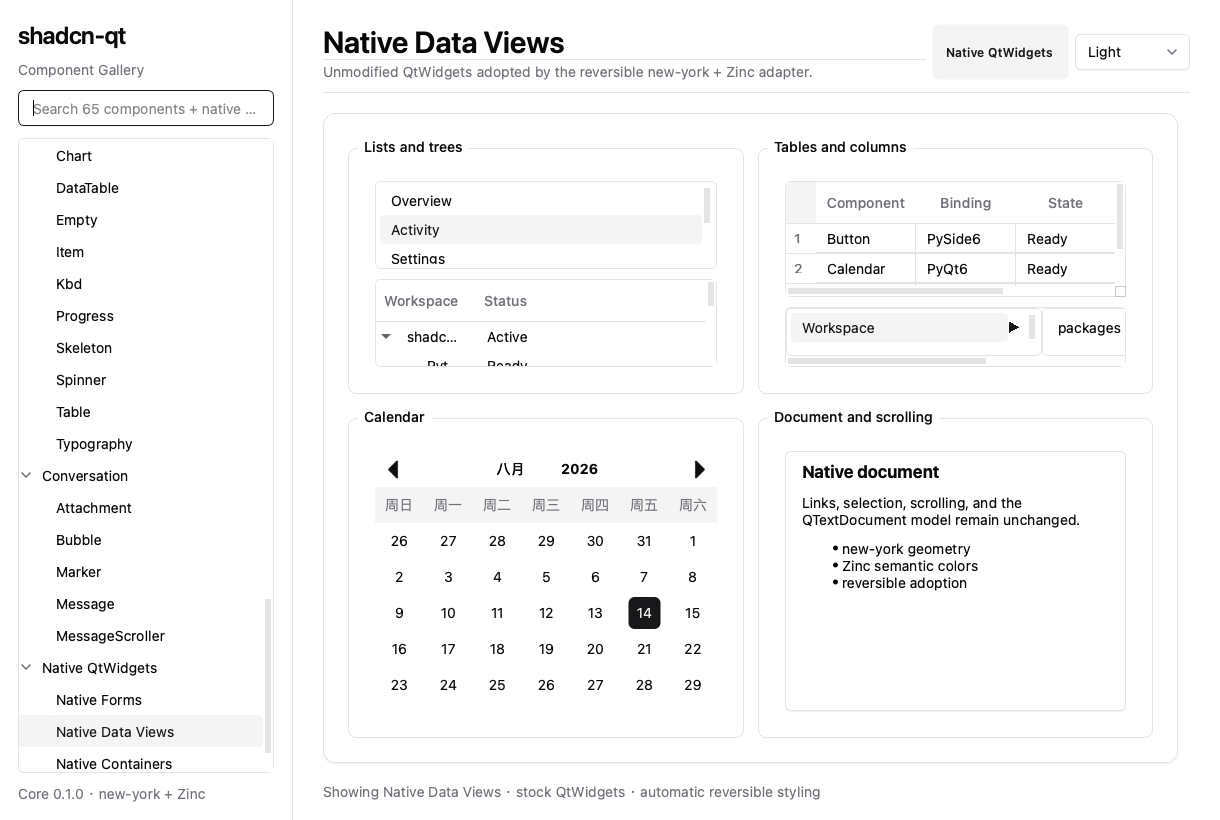 shadcn-qt
Component Gallery
Search 65 components + native ...
Chart
DataTable
Empty
Item
Kbd
Progress
Skeleton
Spinner
Table
Typography
Conversation
Attachment
Bubble
Marker
Message
MessageScroller
Native QtWidgets
Native Forms
Native Data Views
Native Containers
Core 0.1.0 · new-york + Zinc
Native Data Views
Unmodified QtWidgets adopted by the reversible new-york + Zinc adapter.
Native QtWidgets
Light
Lists and trees
Overview
Activity
Settings
Workspace Status
shadc... Active
Pyt... Ready
Tables and columns
Component Binding State
1 Button PySide6 Ready
2 Calendar PyQt6 Ready
Workspace packages
Calendar
八月 2026
周日 周一 周二 周三 周四 周五 周六
26 27 28 29 30 31 1
2 3 4 5 6 7 8
9 10 11 12 13 14 15
16 17 18 19 20 21 22
23 24 25 26 27 28 29
Document and scrolling
Native document
Links, selection, scrolling, and the
QTextDocument model remain unchanged.
• new-york geometry
• Zinc semantic colors
• reversible adoption
Showing Native Data Views · stock QtWidgets · automatic reversible styling